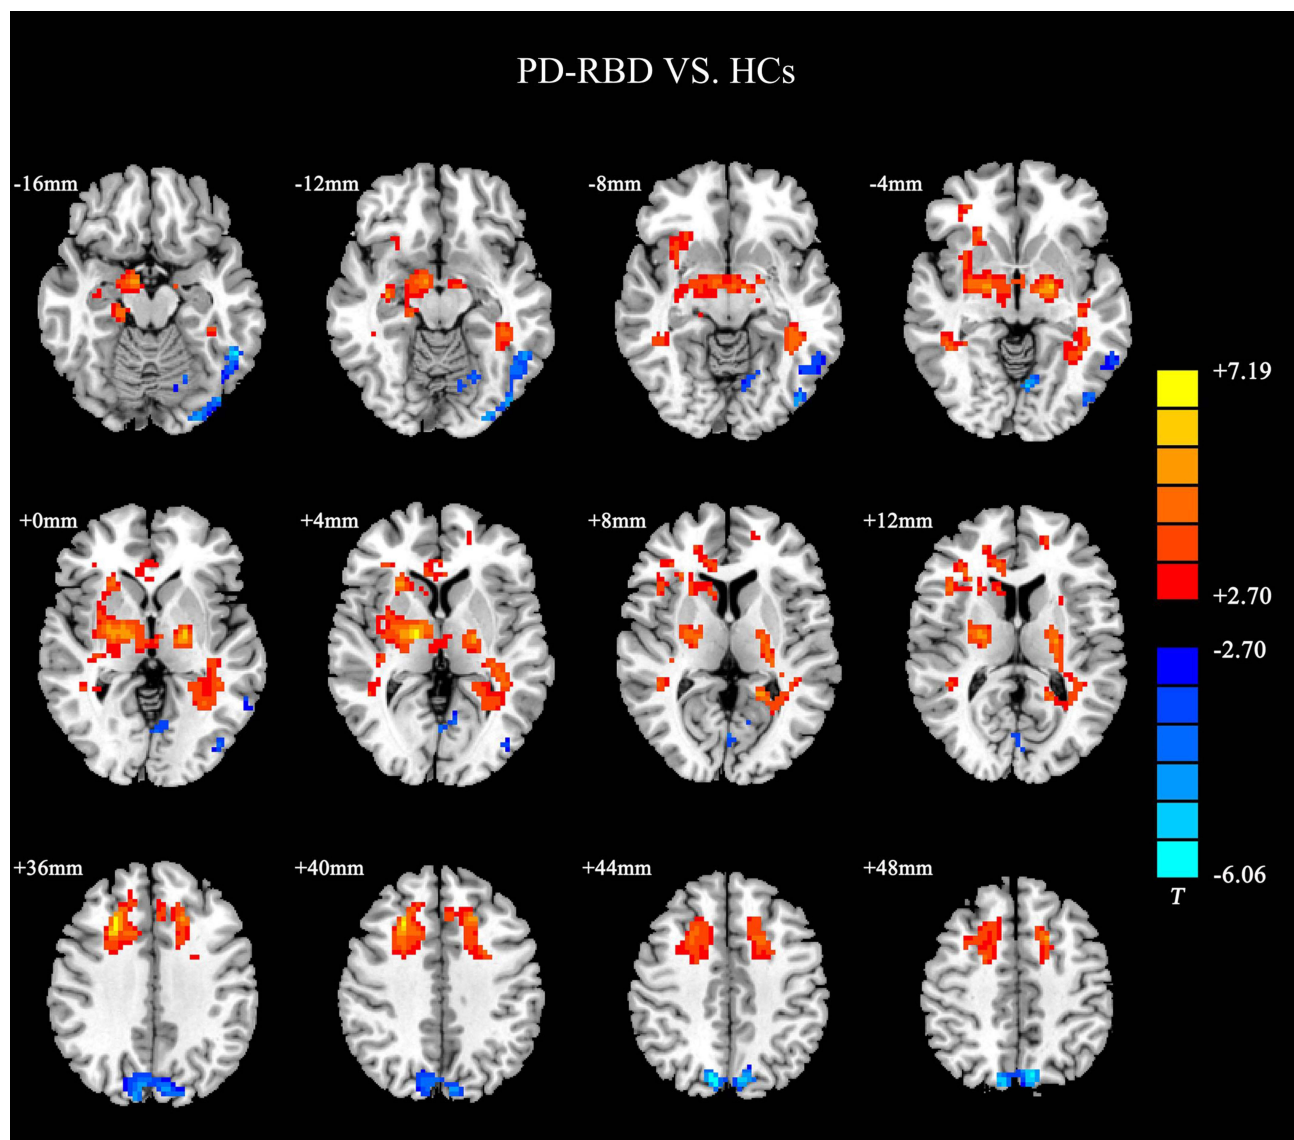 PD-RBD VS. HCs
-16mm
-12mm
-8mm
-4mm
+7.19
+2.70
-2.70
-6.06
T
+0mm
+4mm
+8mm
+12mm
+36mm
+40mm
+44mm
+48mm